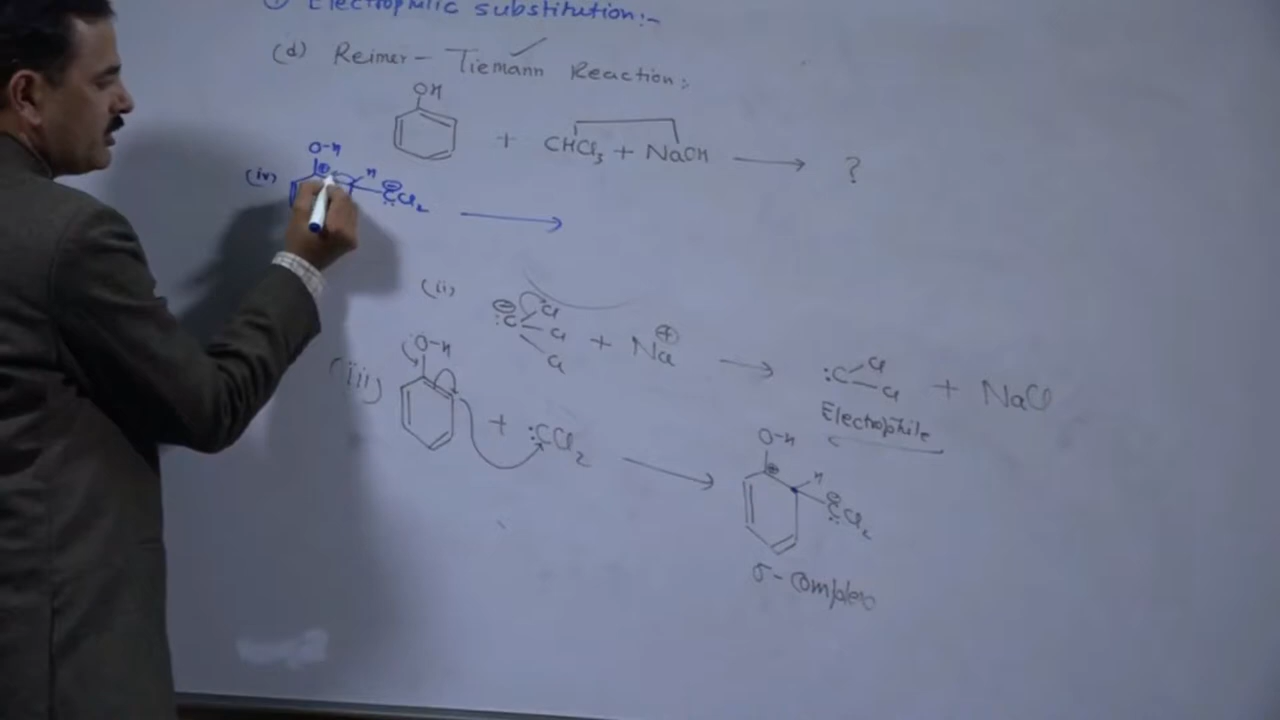 Electrophilic substitution:-
(d) Reimer- Tiemann Reaction:
OH
+ CHCl3 + NaOH → ?
(iv) O-H
⊕ H
⊖ :CCl2 →
(ii) ⊖ :C Cl Cl Cl + Na⊕ → :C Cl Cl + NaCl
Electrophile
(iii) :O-H + :CCl2 → O-H ⊕ H ⊖ CCl2
σ- Complex